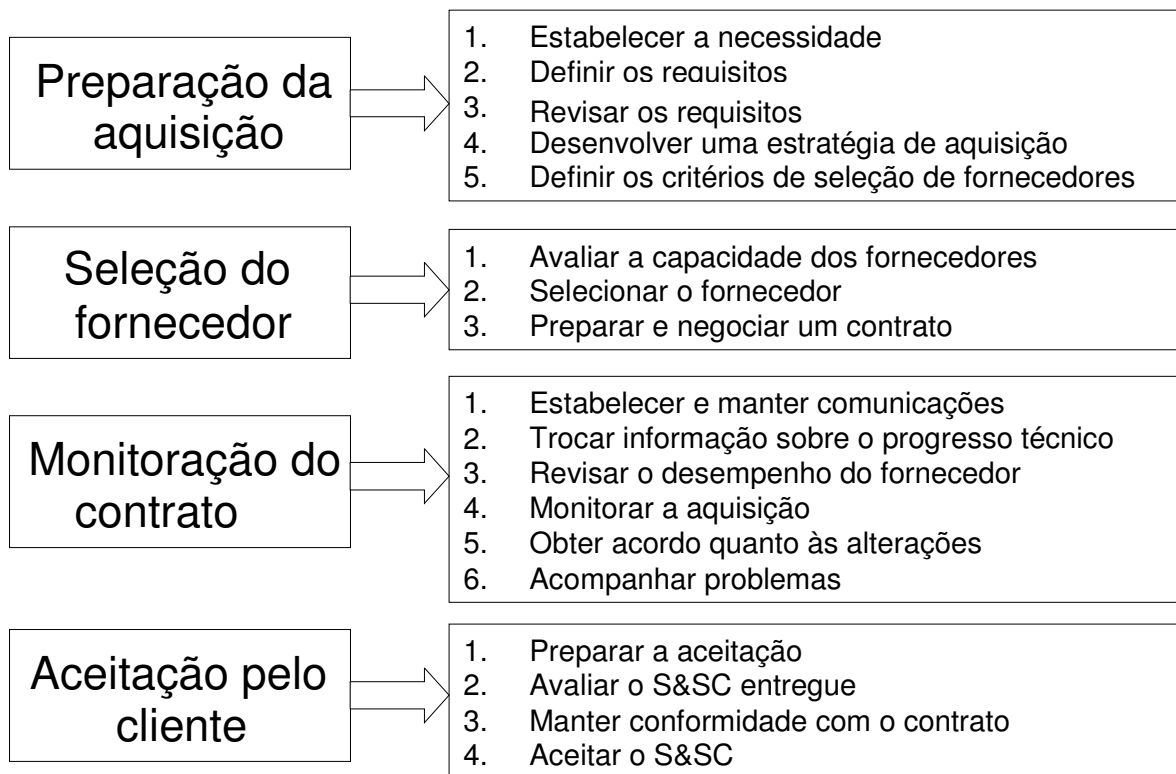 Preparação da
aquisição
1. Estabelecer a necessidade
2. Definir os requisitos
3. Revisar os requisitos
4. Desenvolver uma estratégia de aquisição
5. Definir os critérios de seleção de fornecedores
Seleção do
fornecedor
1. Avaliar a capacidade dos fornecedores
2. Selecionar o fornecedor
3. Preparar e negociar um contrato
Monitoração do
contrato
1. Estabelecer e manter comunicações
2. Trocar informação sobre o progresso técnico
3. Revisar o desempenho do fornecedor
4. Monitorar a aquisição
5. Obter acordo quanto às alterações
6. Acompanhar problemas
Aceitação pelo
cliente
1. Preparar a aceitação
2. Avaliar o S&SC entregue
3. Manter conformidade com o contrato
4. Aceitar o S&SC